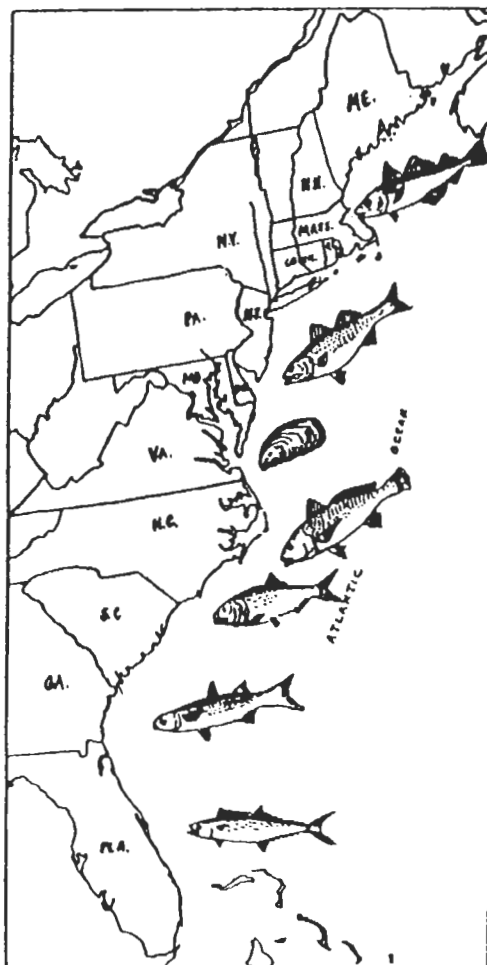 ME.
N.H.
MASS.
CONN.
R.I.
N.Y.
PA.
N.J.
MD.
VA.
OCEAN
N.C.
ATLANTIC
S.C
GA.
FLA.